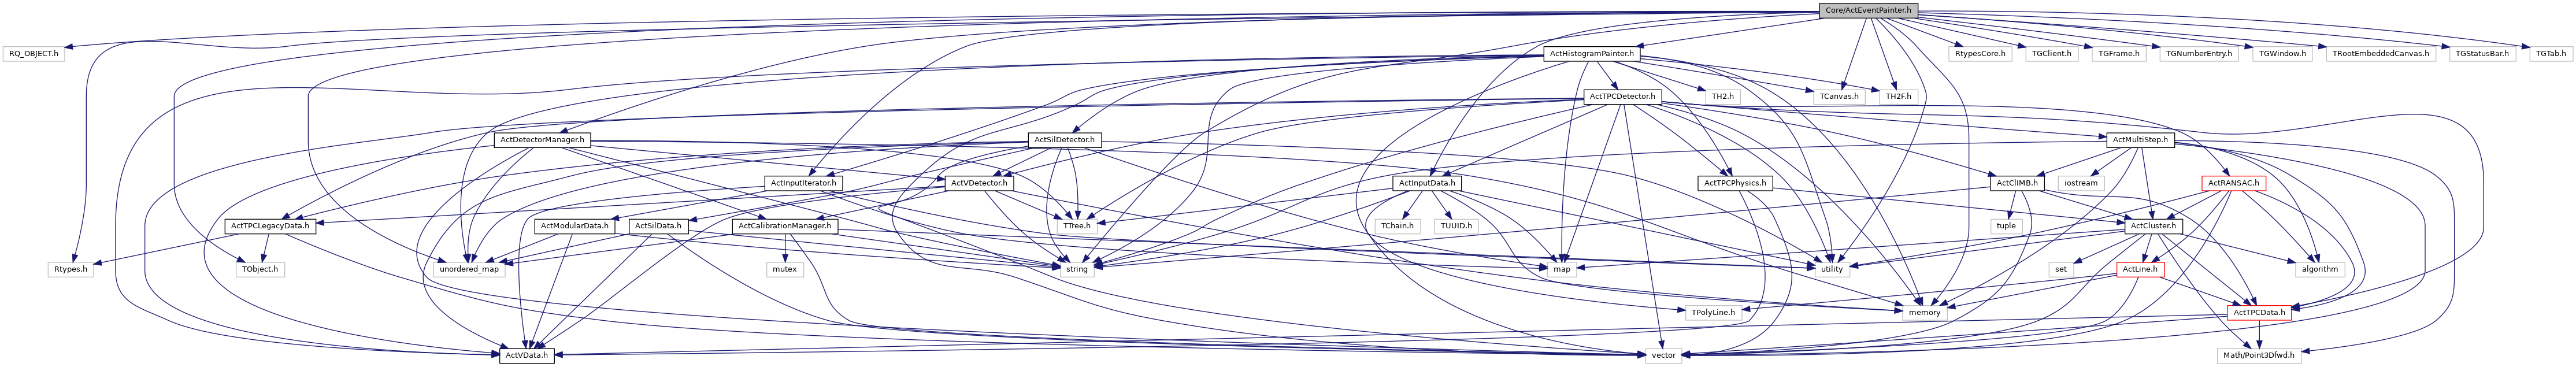 Core/ActEventPainter.h
RQ_OBJECT.h
ActHistogramPainter.h
RtypesCore.h
TGClient.h
TGFrame.h
TGNumberEntry.h
TGWindow.h
TRootEmbeddedCanvas.h
TGStatusBar.h
TGTab.h
ActTPCDetector.h
TH2.h
TCanvas.h
TH2F.h
ActDetectorManager.h
ActSilDetector.h
ActMultiStep.h
ActInputIterator.h
ActVDetector.h
ActInputData.h
ActTPCPhysics.h
ActClIMB.h
iostream
ActRANSAC.h
ActTPCLegacyData.h
ActModularData.h
ActSilData.h
ActCalibrationManager.h
TTree.h
TChain.h
TUUID.h
tuple
ActCluster.h
Rtypes.h
TObject.h
unordered_map
mutex
string
map
utility
set
ActLine.h
algorithm
TPolyLine.h
memory
ActTPCData.h
ActVData.h
vector
Math/Point3Dfwd.h